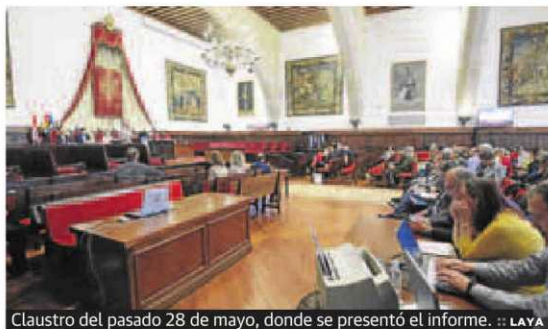 Claustro del pasado 28 de mayo, donde se presentó el informe. :: LAYA